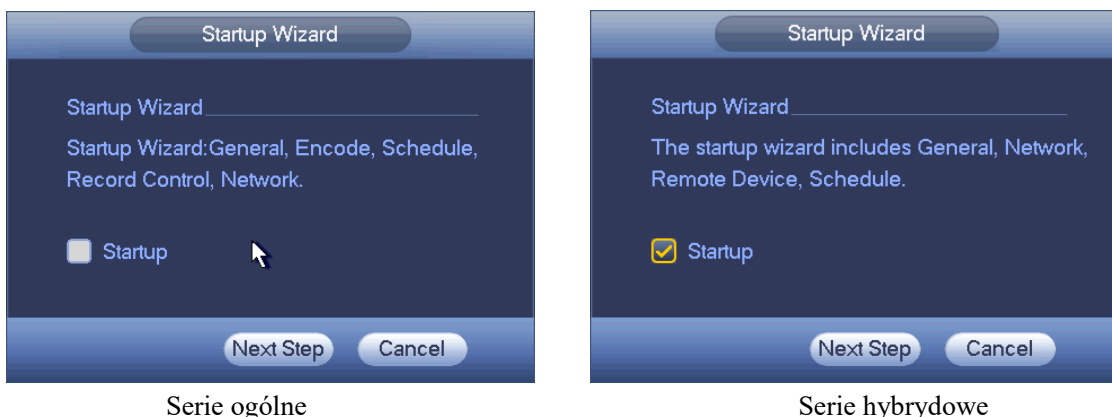 Startup Wizard
Startup Wizard
Startup Wizard:General, Encode, Schedule,
Record Control, Network.
Startup
Next Step Cancel
Serie ogólne
Startup Wizard
Startup Wizard
The startup wizard includes General, Network,
Remote Device, Schedule.
Startup
Next Step Cancel
Serie hybrydowe